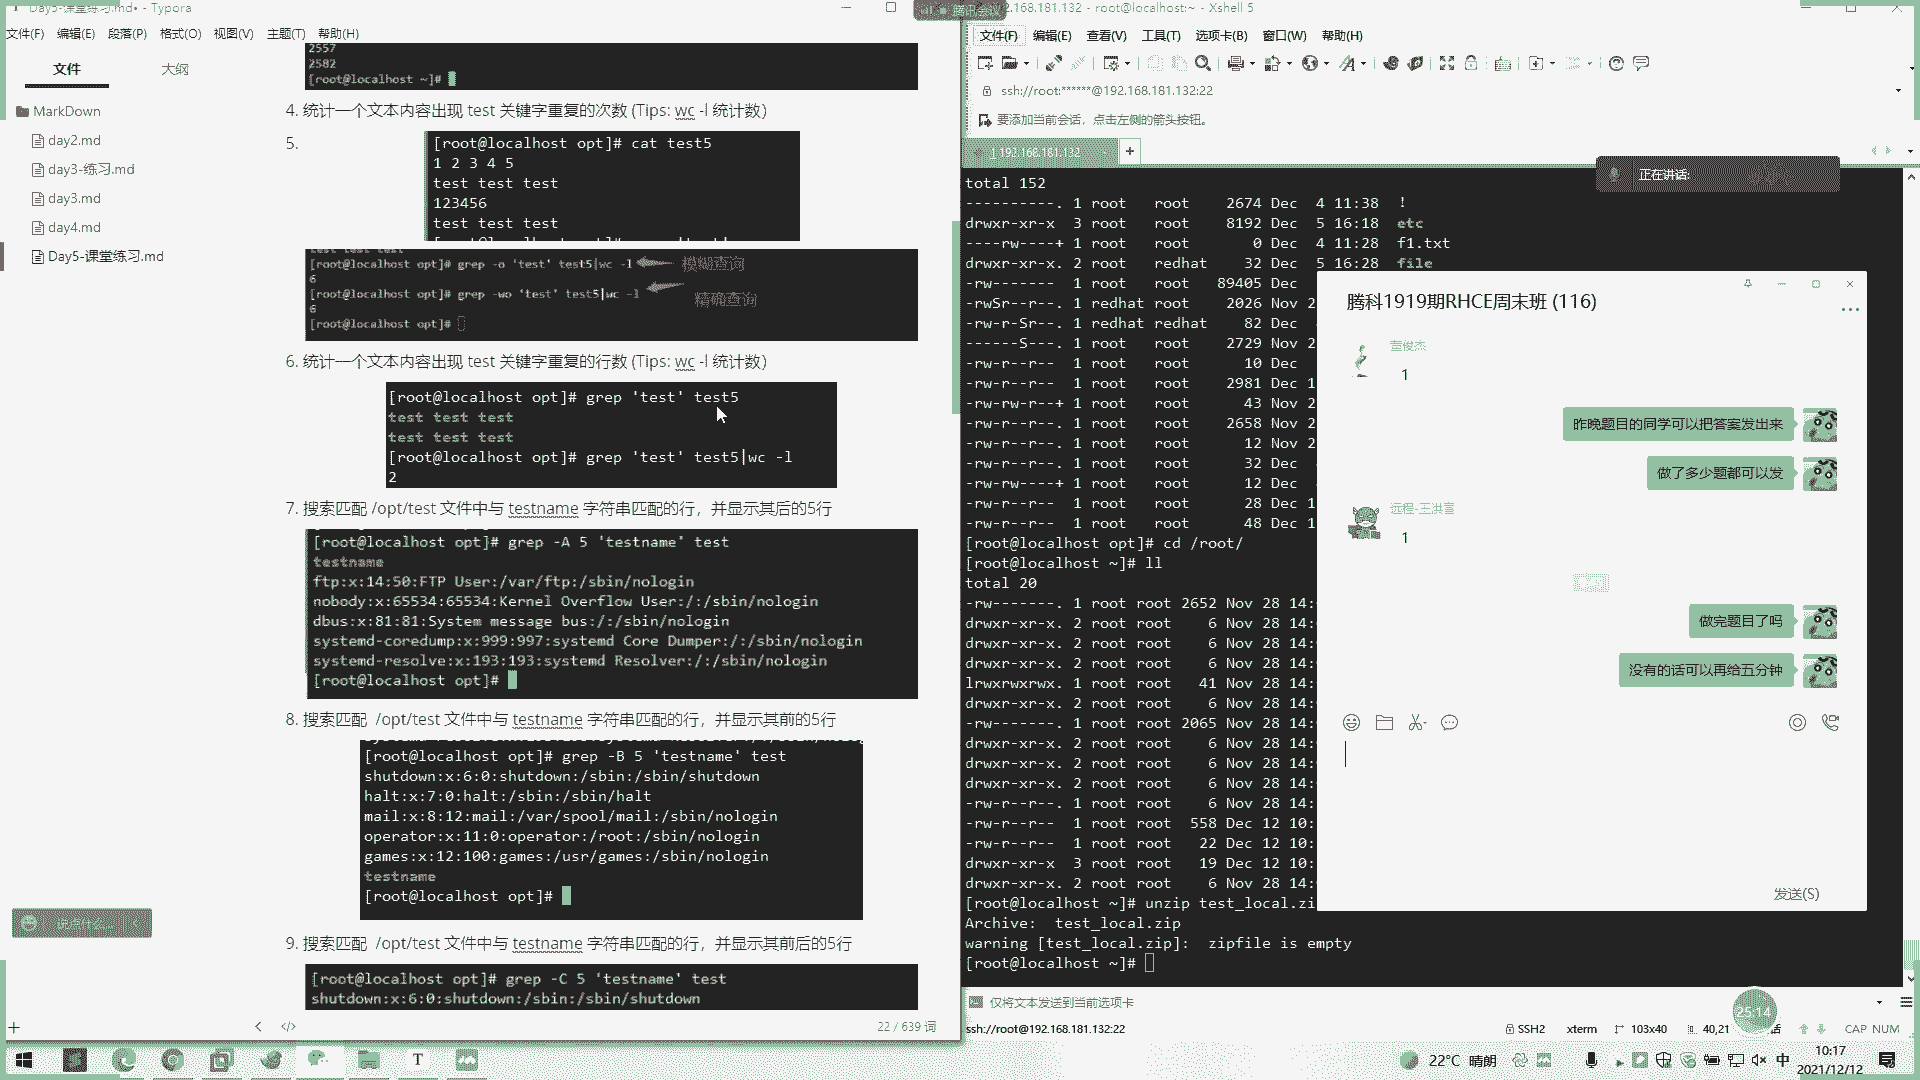 Day5-课堂练习.md• - Typora
文件(F) 编辑(E) 段落(P) 格式(O) 视图(V) 主题(T) 帮助(H)
文件 大纲
MarkDown
day2.md
day3-练习.md
day3.md
day4.md
Day5-课堂练习.md
2557
2582
[root@localhost ~]#
4. 统计一个文本内容出现 test 关键字重复的次数 (Tips: wc -l 统计数)
5.
[root@localhost opt]# cat test5
1 2 3 4 5
test test test
123456
test test test
[root@localhost opt]# grep -o 'test' test5|wc -l 模糊查询
6
[root@localhost opt]# grep -wo 'test' test5|wc -l 精确查询
6
[root@localhost opt]#
6. 统计一个文本内容出现 test 关键字重复的行数 (Tips: wc -l 统计数)
[root@localhost opt]# grep 'test' test5
test test test
test test test
[root@localhost opt]# grep 'test' test5|wc -l
2
7. 搜索匹配 /opt/test 文件中与 testname 字符串匹配的行，并显示其后的5行
[root@localhost opt]# grep -A 5 'testname' test
testname
ftp:x:14:50:FTP User:/var/ftp:/sbin/nologin
nobody:x:65534:65534:Kernel Overflow User:/:/sbin/nologin
dbus:x:81:81:System message bus:/:/sbin/nologin
systemd-coredump:x:999:997:systemd Core Dumper:/:/sbin/nologin
systemd-resolve:x:193:193:systemd Resolver:/:/sbin/nologin
[root@localhost opt]#
8. 搜索匹配 /opt/test 文件中与 testname 字符串匹配的行，并显示其前的5行
[root@localhost opt]# grep -B 5 'testname' test
shutdown:x:6:0:shutdown:/sbin:/sbin/shutdown
halt:x:7:0:halt:/sbin:/sbin/halt
mail:x:8:12:mail:/var/spool/mail:/sbin/nologin
operator:x:11:0:operator:/root:/sbin/nologin
games:x:12:100:games:/usr/games:/sbin/nologin
testname
[root@localhost opt]#
9. 搜索匹配 /opt/test 文件中与 testname 字符串匹配的行，并显示其前后的5行
[root@localhost opt]# grep -C 5 'testname' test
shutdown:x:6:0:shutdown:/sbin:/sbin/shutdown
说点什么...
22 / 639 词
腾讯会议
192.168.181.132 - root@localhost:~ - Xshell 5
文件(F) 编辑(E) 查看(V) 工具(T) 选项卡(B) 窗口(W) 帮助(H)
ssh://root:******@192.168.181.132:22
要添加当前会话，点击左侧的箭头按钮。
1 192.168.181.132
正在讲话:
total 152
----------. 1 root root 2674 Dec 4 11:38 !
drwxr-xr-x 3 root root 8192 Dec 5 16:18 etc
----rw----+ 1 root root 0 Dec 4 11:28 f1.txt
drwxr-xr-x. 2 root redhat 32 Dec 5 16:28 file
-rw------- 1 root root 89405 Dec
-rwSr--r--. 1 redhat root 2026 Nov 2
-rw-r-Sr--. 1 redhat redhat 82 Dec
------S---. 1 root root 2729 Nov 2
-rw-r--r--. 1 root root 10 Dec
-rw-r--r-- 1 root root 2981 Dec 1
-rw-rw-r--+ 1 root root 43 Nov 2
-rw-r--r--. 1 root root 2658 Nov 2
-rw-r--r--. 1 root root 12 Nov 2
-rw-r--r--. 1 root root 32 Dec
-rw-rw----+ 1 root root 12 Dec
-rw-r--r-- 1 root root 28 Dec 1
-rw-r--r-- 1 root root 48 Dec 1
[root@localhost opt]# cd /root/
[root@localhost ~]# ll
total 20
-rw-------. 1 root root 2652 Nov 28 14:
drwxr-xr-x. 2 root root 6 Nov 28 14:
drwxr-xr-x. 2 root root 6 Nov 28 14:
drwxr-xr-x. 2 root root 6 Nov 28 14:
lrwxrwxrwx. 1 root root 41 Nov 28 14:
drwxr-xr-x. 2 root root 6 Nov 28 14:
-rw-------. 1 root root 2065 Nov 28 14:
drwxr-xr-x. 2 root root 6 Nov 28 14:
drwxr-xr-x. 2 root root 6 Nov 28 14:
drwxr-xr-x. 2 root root 6 Nov 28 14:
-rw-r--r--. 1 root root 6 Nov 28 14:
-rw-r--r-- 1 root root 558 Dec 12 10:
-rw-r--r-- 1 root root 22 Dec 12 10:
drwxr-xr-x 3 root root 19 Dec 12 10:
drwxr-xr-x. 2 root root 6 Nov 28 14:
[root@localhost ~]# unzip test_local.zi
Archive: test_local.zip
warning [test_local.zip]: zipfile is empty
[root@localhost ~]#
腾科1919期RHCE周末班 (116)
董俊杰
1
昨晚题目的同学可以把答案发出来
做了多少题都可以发
远程-王洪喜
1
做完题目了吗
没有的话可以再给五分钟
发送(S)
仅将文本发送到当前选项卡
ssh://root@192.168.181.132:22 SSH2 xterm 103x40 40,21 CAP NUM
25:14
22°C 晴朗 中 10:17
2021/12/12